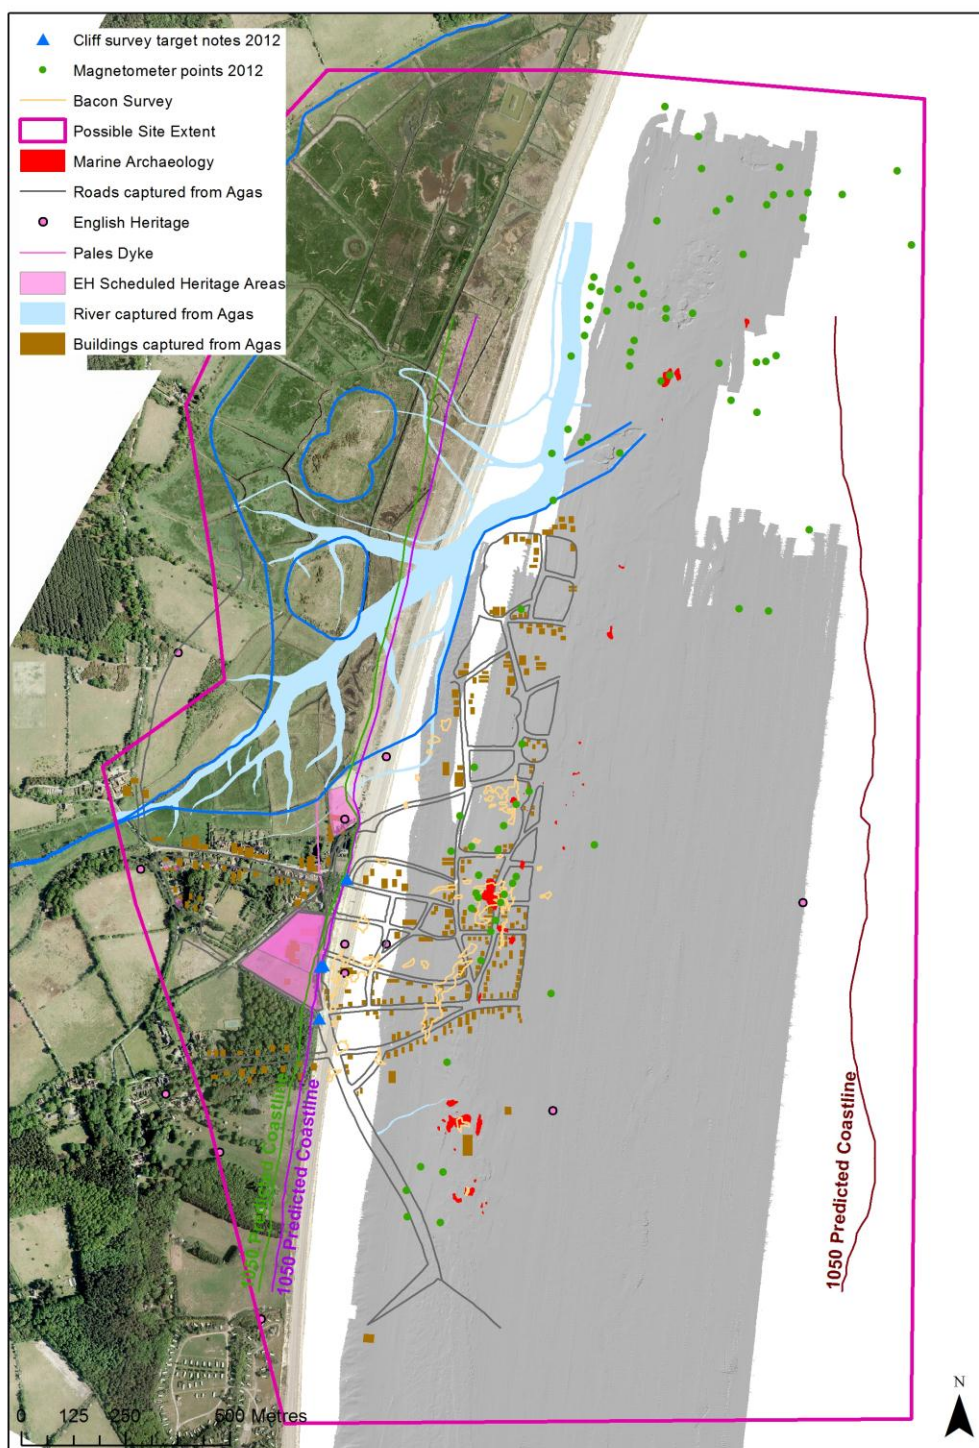 Cliff survey target notes 2012
Magnetometer points 2012
Bacon Survey
Possible Site Extent
Marine Archaeology
Roads captured from Agas
English Heritage
Pales Dyke
EH Scheduled Heritage Areas
River captured from Agas
Buildings captured from Agas
1050 Predicted Coastline
1050 Predicted Coastline
1050 Predicted Coastline
N
0 125 250 500 Metres